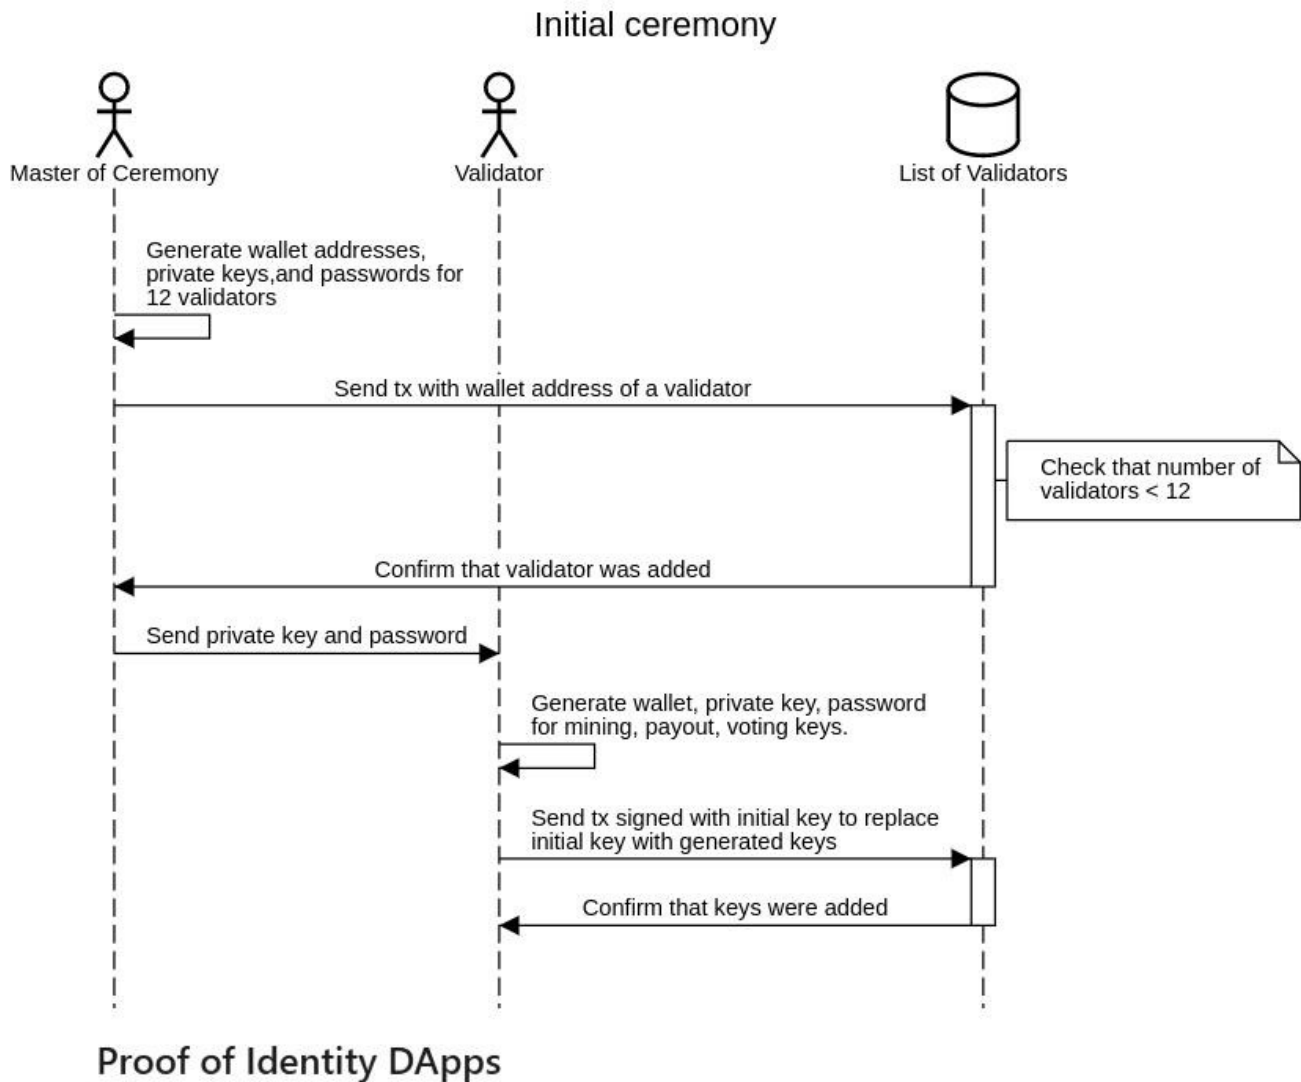 Initial ceremony
Master of Ceremony
Validator
List of Validators
Generate wallet addresses,
private keys,and passwords for
12 validators
Send tx with wallet address of a validator
Check that number of
validators < 12
Confirm that validator was added
Send private key and password
Generate wallet, private key, password
for mining, payout, voting keys.
Send tx signed with initial key to replace
initial key with generated keys
Confirm that keys were added
Proof of Identity DApps